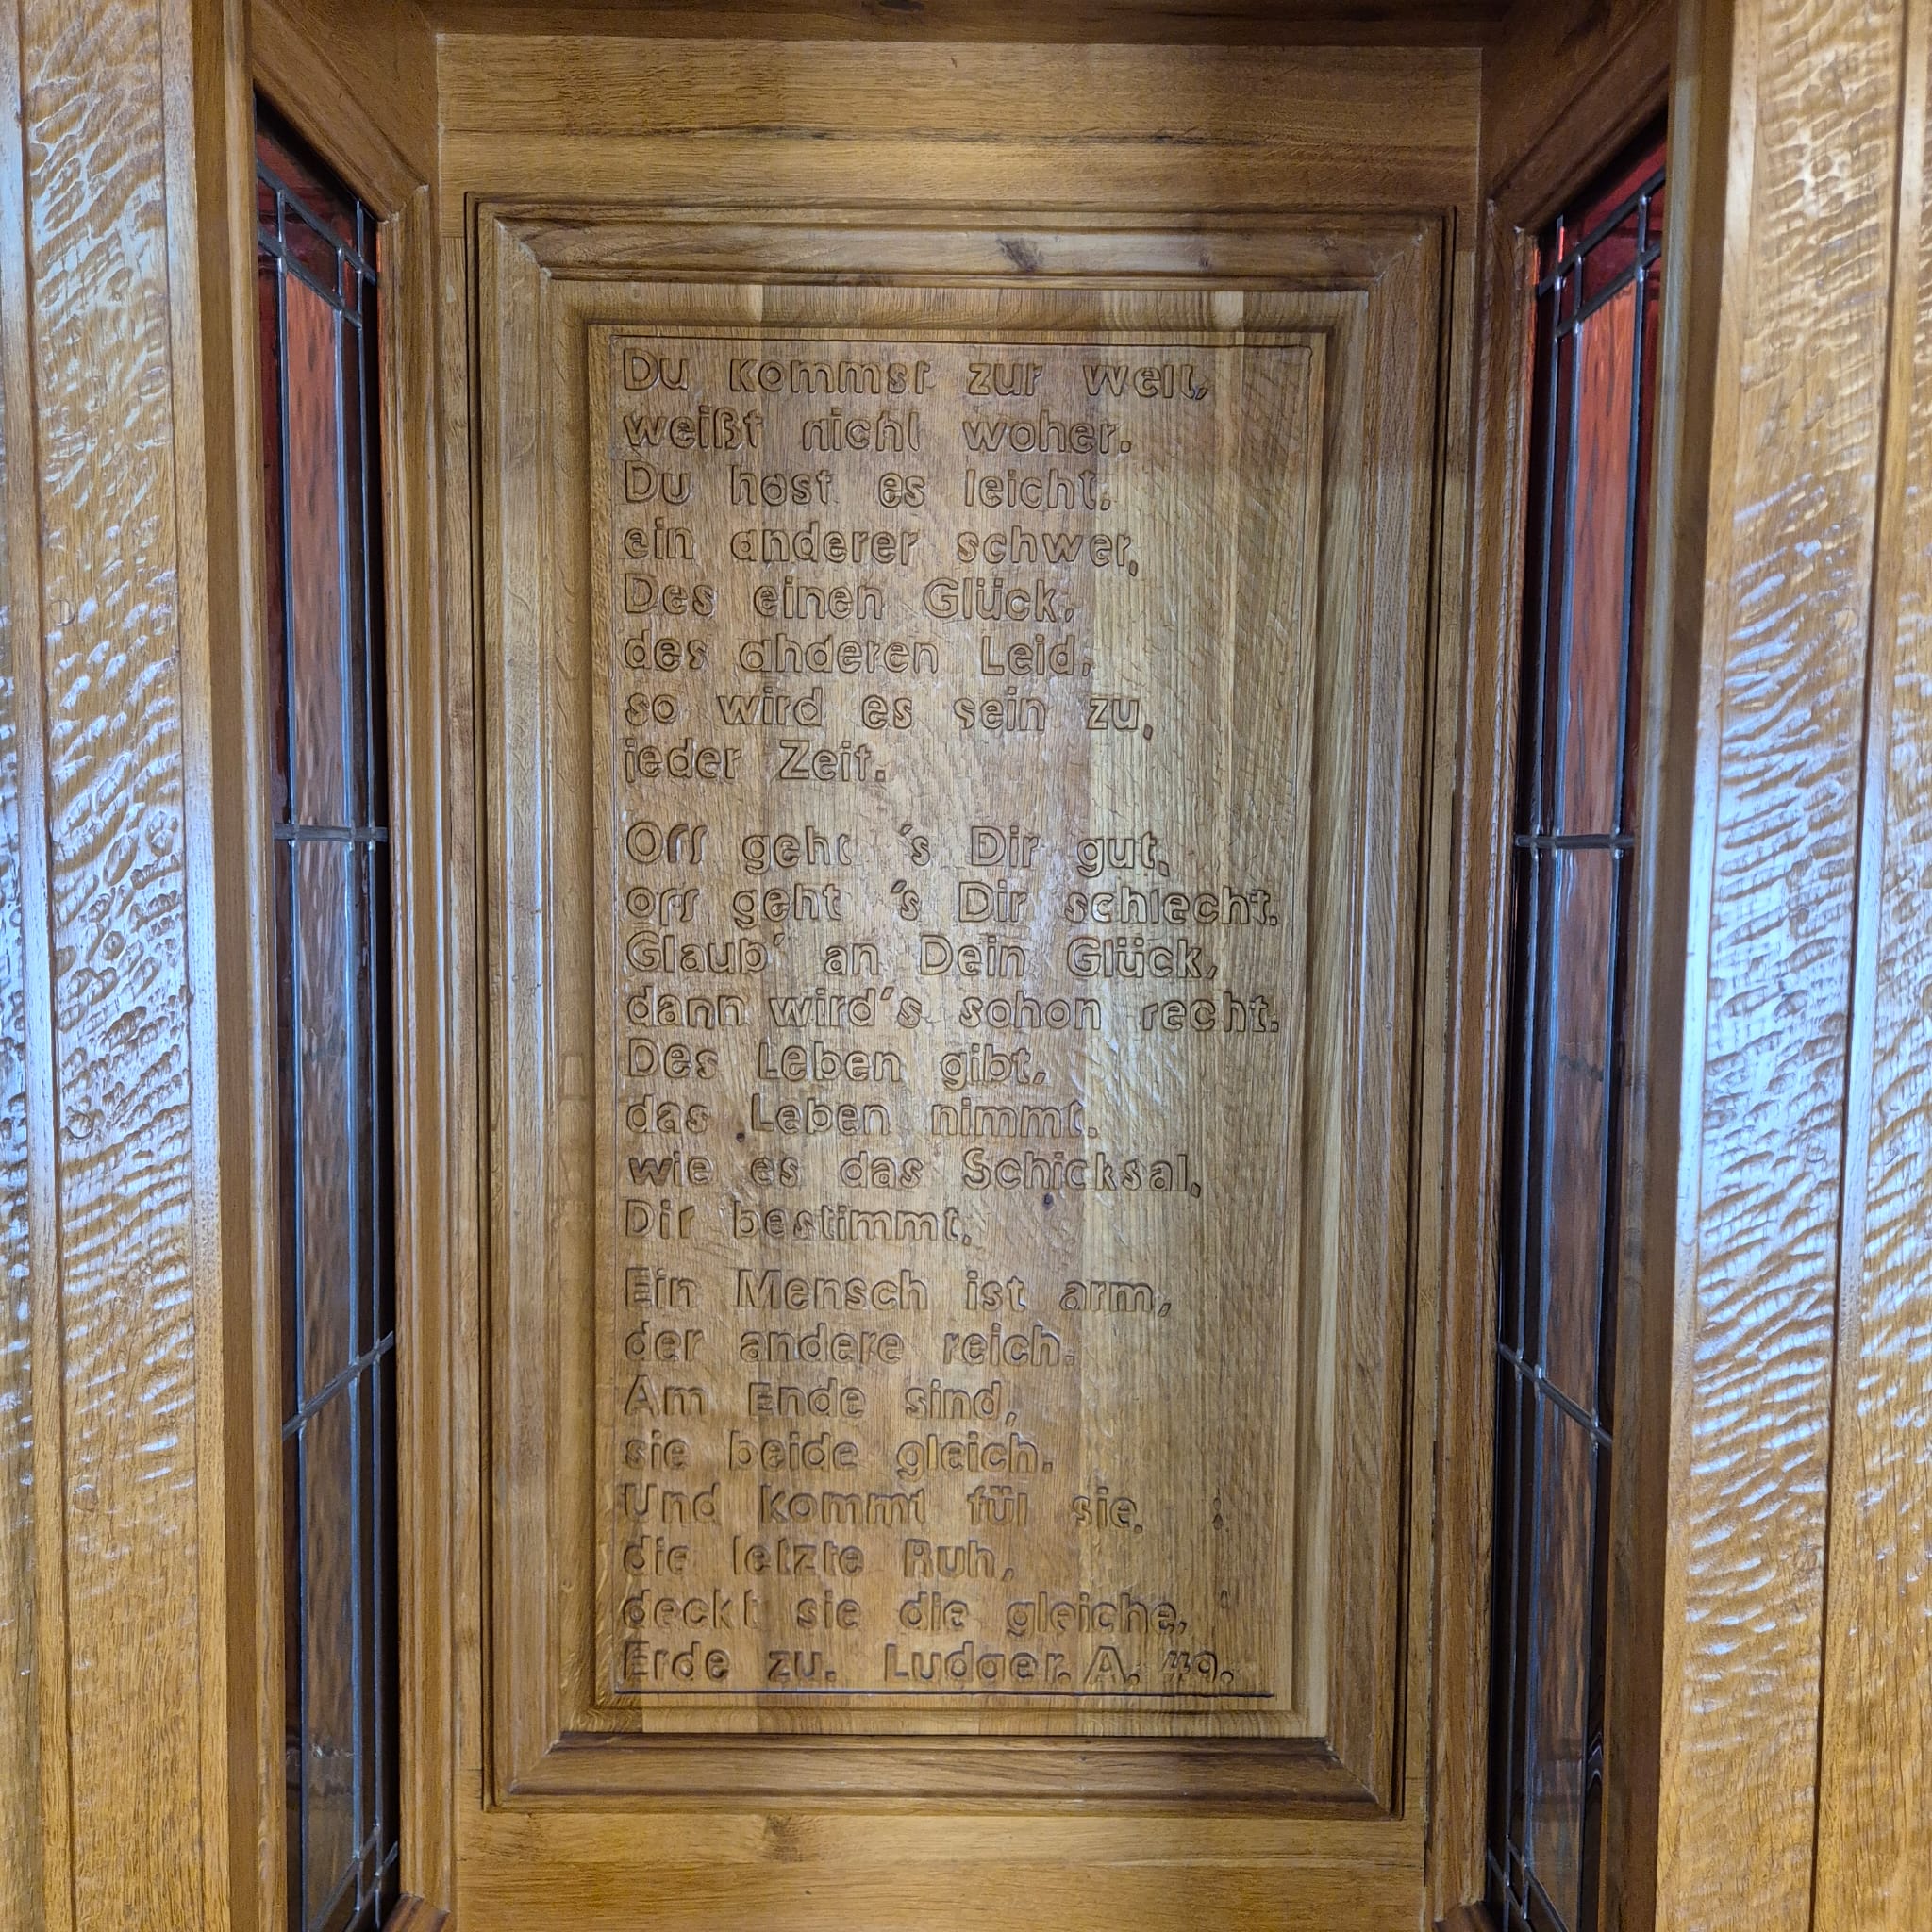 Du kommst zur Welt,
weißt nicht woher.
Du hast es leicht,
ein anderer schwer,
Des einen Glück,
des anderen Leid,
so wird es sein zu,
jeder Zeit.
Oft geht 's Dir gut,
oft geht 's Dir schlecht.
Glaub' an Dein Glück,
dann wird's schon recht.
Des Leben gibt,
das Leben nimmt.
wie es das Schicksal,
Dir bestimmt.
Ein Mensch ist arm,
der andere reich.
Am Ende sind,
sie beide gleich.
Und kommt für sie,
die letzte Ruh,
deckt sie die gleiche,
Erde zu. Ludger. A.